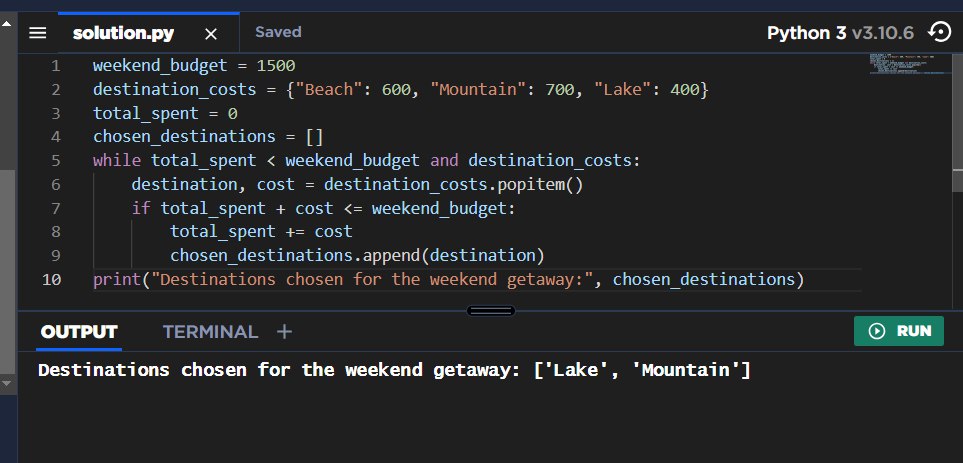 solution.py
Saved
Python 3 v3.10.6
1 weekend_budget = 1500
2 destination_costs = {"Beach": 600, "Mountain": 700, "Lake": 400}
3 total_spent = 0
4 chosen_destinations = []
5 while total_spent < weekend_budget and destination_costs:
6     destination, cost = destination_costs.popitem()
7     if total_spent + cost <= weekend_budget:
8         total_spent += cost
9         chosen_destinations.append(destination)
10 print("Destinations chosen for the weekend getaway:", chosen_destinations)
OUTPUT
TERMINAL
RUN
Destinations chosen for the weekend getaway: ['Lake', 'Mountain']